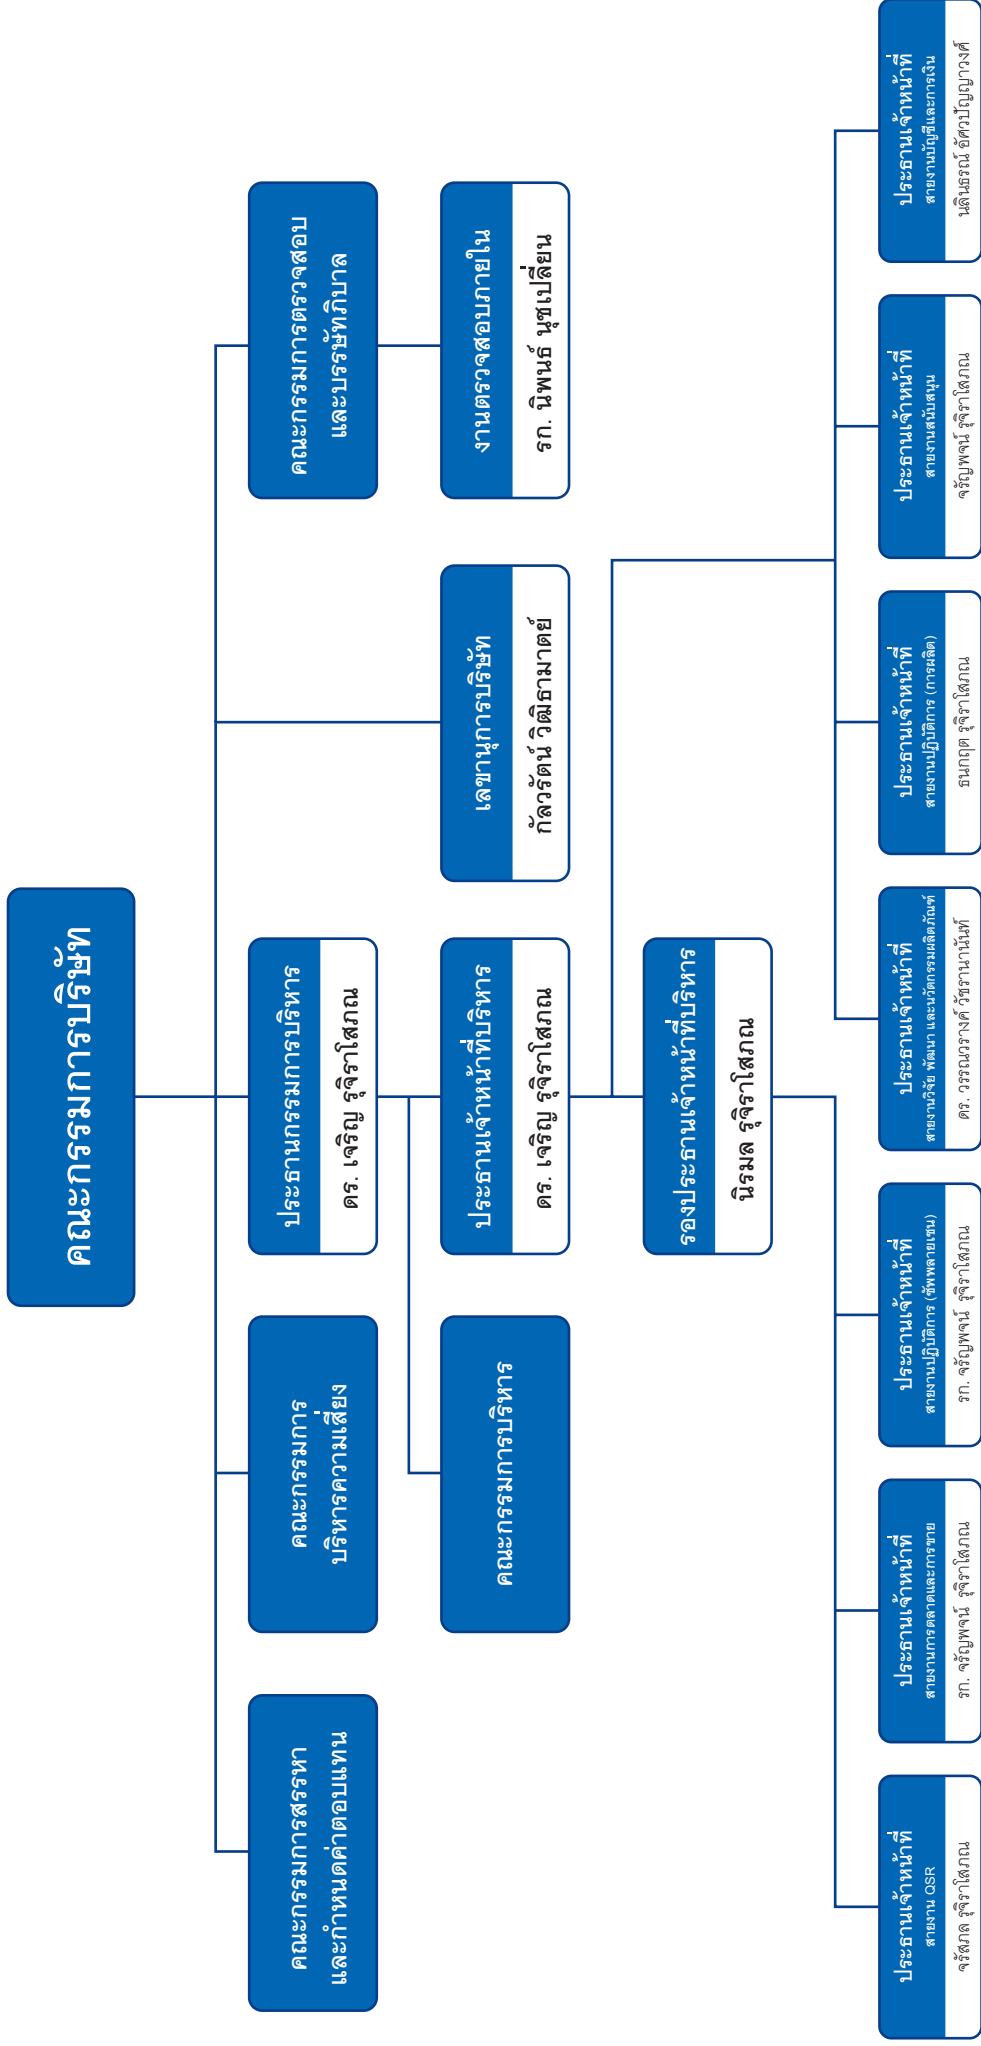 คณะกรรมการบริษัท
คณะกรรมการสรรหา
และกำหนดค่าตอบแทน
คณะกรรมการ
บริหารความเสี่ยง
ประธานกรรมการบริหาร
ดร. เจริญ รุจิราโสภณ
คณะกรรมการตรวจสอบ
และบรรษัทภิบาล
คณะกรรมการบริหาร
ประธานเจ้าหน้าที่บริหาร
ดร. เจริญ รุจิราโสภณ
เลขานุการบริษัท
กัลวรัตน์ วิฒิธามาตย์
งานตรวจสอบภายใน
รก. นิพนธ์ นุชเปลี่ยน
รองประธานเจ้าหน้าที่บริหาร
นิรมล รุจิราโสภณ
ประธานเจ้าหน้าที่
สายงาน QSR
จรัสภล รุจิราโสภณ
ประธานเจ้าหน้าที่
สายงานการตลาดและการขาย
รก. จรัญพจน์ รุจิราโสภณ
ประธานเจ้าหน้าที่
สายงานปฏิบัติการ (ซัพพลายเชน)
รก. จรัญพจน์ รุจิราโสภณ
ประธานเจ้าหน้าที่
สายงานวิจัย พัฒนา และนวัตกรรมผลิตภัณฑ์
ดร. วรรณวรางค์ วัชรานานันท์
ประธานเจ้าหน้าที่
สายงานปฏิบัติการ (การผลิต)
ธนกฤต รุจิราโสภณ
ประธานเจ้าหน้าที่
สายงานสนับสนุน
จรัญพจน์ รุจิราโสภณ
ประธานเจ้าหน้าที่
สายงานบัญชีและการเงิน
นลินธรณ์ อัศวปัญญาวงศ์